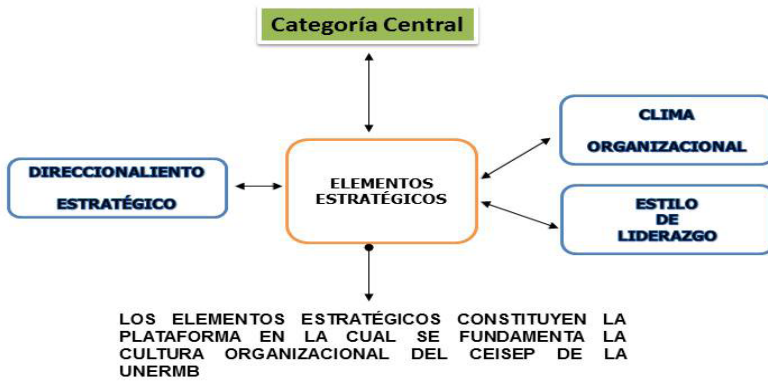 Categoría Central
CLIMA
ORGANIZACIONAL
DIRECCIONALIENTO
ESTRATÉGICO
ELEMENTOS
ESTRATÉGICOS
ESTILO
DE
LIDERAZGO
LOS ELEMENTOS ESTRATÉGICOS CONSTITUYEN LA
PLATAFORMA EN LA CUAL SE FUNDAMENTA LA
CULTURA ORGANIZACIONAL DEL CEISEP DE LA
UNERMB